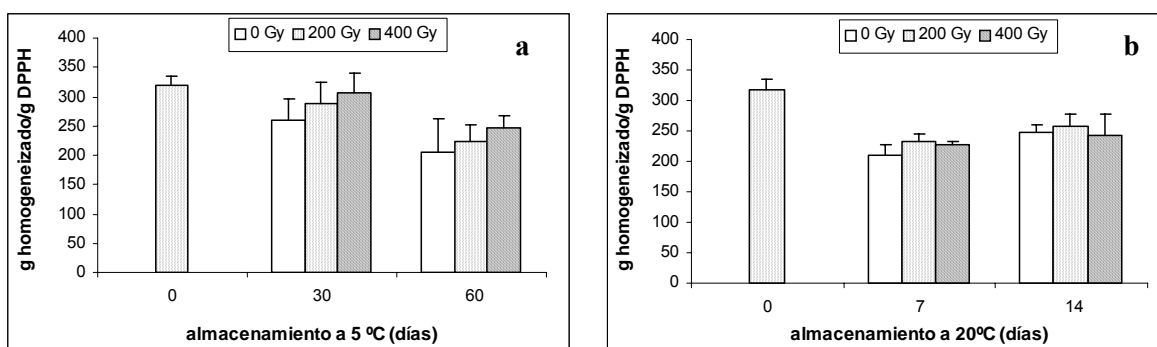 0 Gy 200 Gy 400 Gy
a
g homogeneizado/g DPPH
400
350
300
250
200
150
100
50
0
0 30 60
almacenamiento a 5 ºC (días)
0 Gy 200 Gy 400 Gy
b
g homogeneizado/g DPPH
400
350
300
250
200
150
100
50
0
0 7 14
almacenamiento a 20ºC (días)